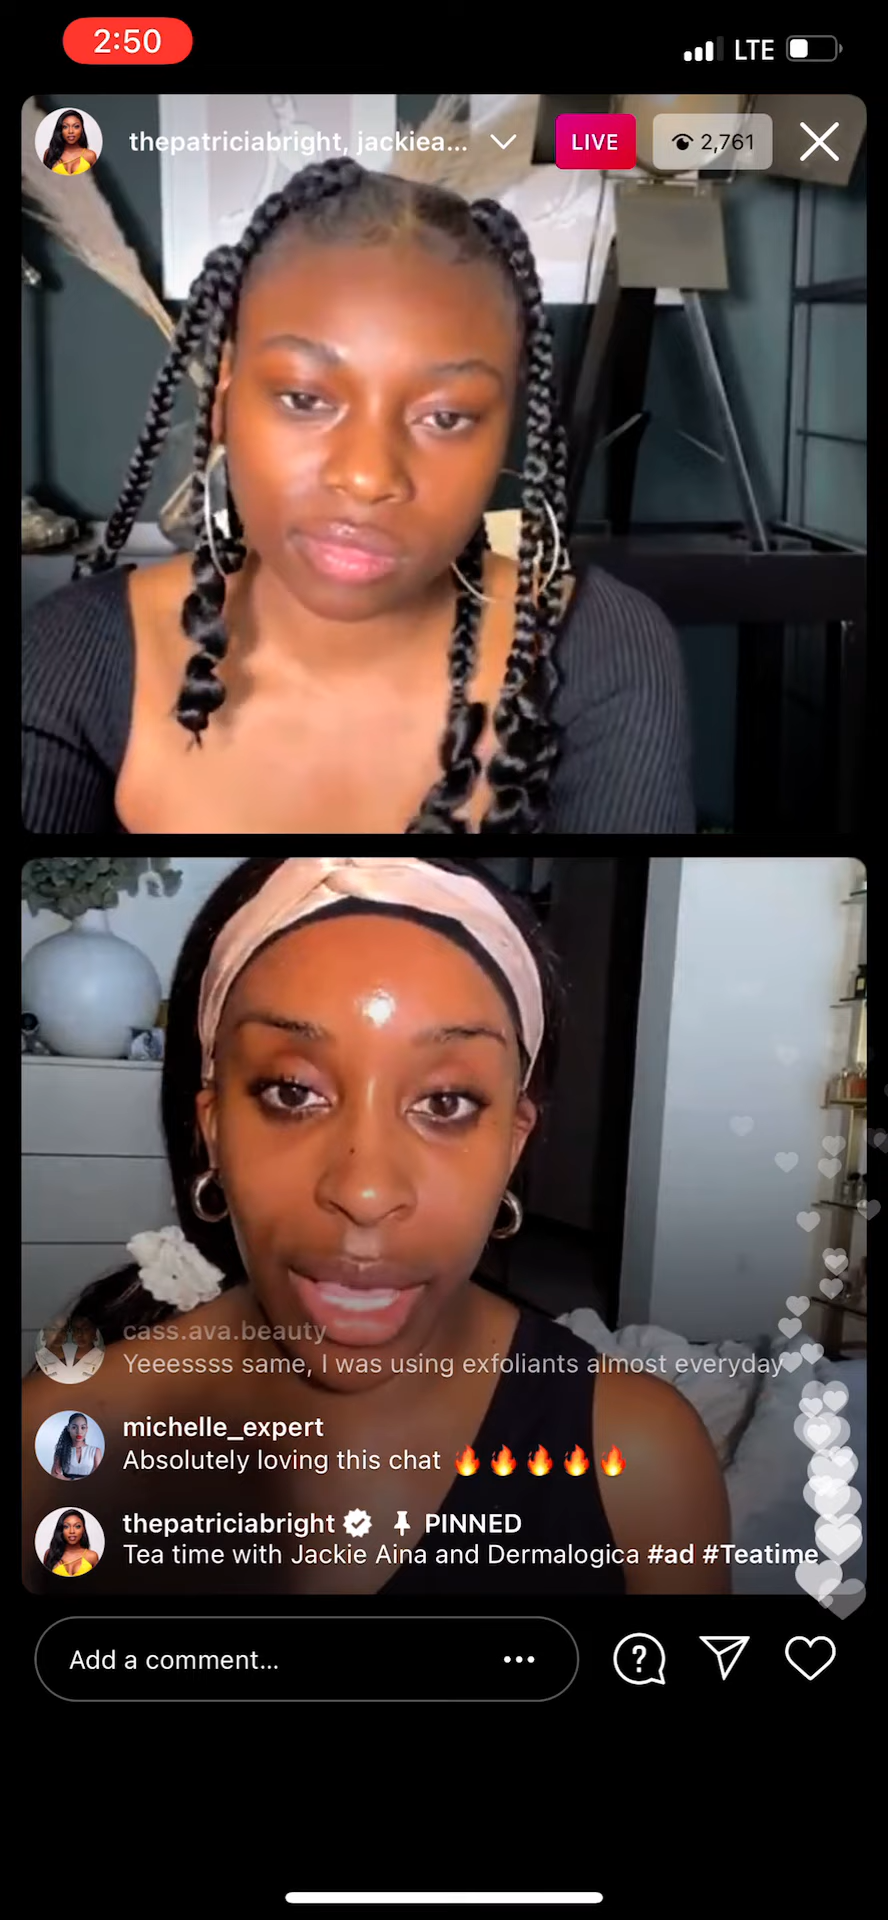 2:50
LTE
thepatriciabright, jackiea...
LIVE
2,761
cass.ava.beauty
Yeeessss same, I was using exfoliants almost everyday
michelle_expert
Absolutely loving this chat 🔥🔥🔥🔥🔥
thepatriciabright PINNED
Tea time with Jackie Aina and Dermalogica #ad #Teatime
Add a comment...